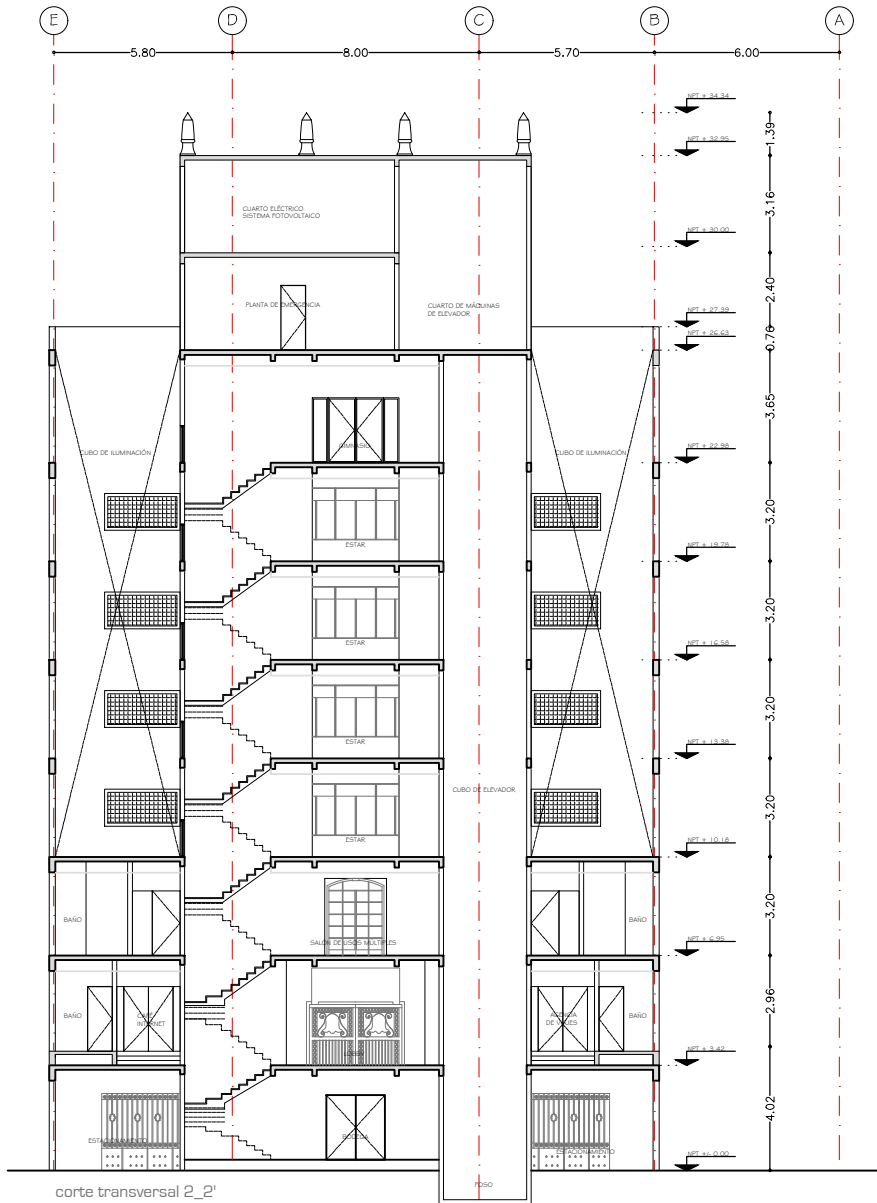 E D C B A
5.80 8.00 5.70 6.00
NPT + 34.34
1.39
NPT + 32.95
3.16
CUARTO ELÉCTRICO
SISTEMA FOTOVOLTAICO
NPT + 30.00
2.40
PLANTA DE EMERGENCIA
CUARTO DE MÁQUINAS
DE ELEVADOR
NPT + 27.39
0.76
NPT + 26.63
3.65
CUBO DE ILUMINACIÓN
GIMNASIO
CUBO DE ILUMINACIÓN
NPT + 22.98
3.20
ESTAR
NPT + 19.78
3.20
ESTAR
NPT + 16.58
3.20
ESTAR
NPT + 13.38
3.20
CUBO DE ELEVADOR
ESTAR
NPT + 10.18
3.20
BAÑO
SALÓN DE USOS MULTIPLES
BAÑO
NPT + 6.95
2.96
BAÑO
CAFÉ
INTERNET
AGENCIA
DE VIAJES
BAÑO
LOBBY
NPT + 3.42
4.02
ESTACIONAMIENTO
BODEGA
ESTACIONAMIENTO
NPT +/- 0.00
FOSO
corte transversal 2_2'